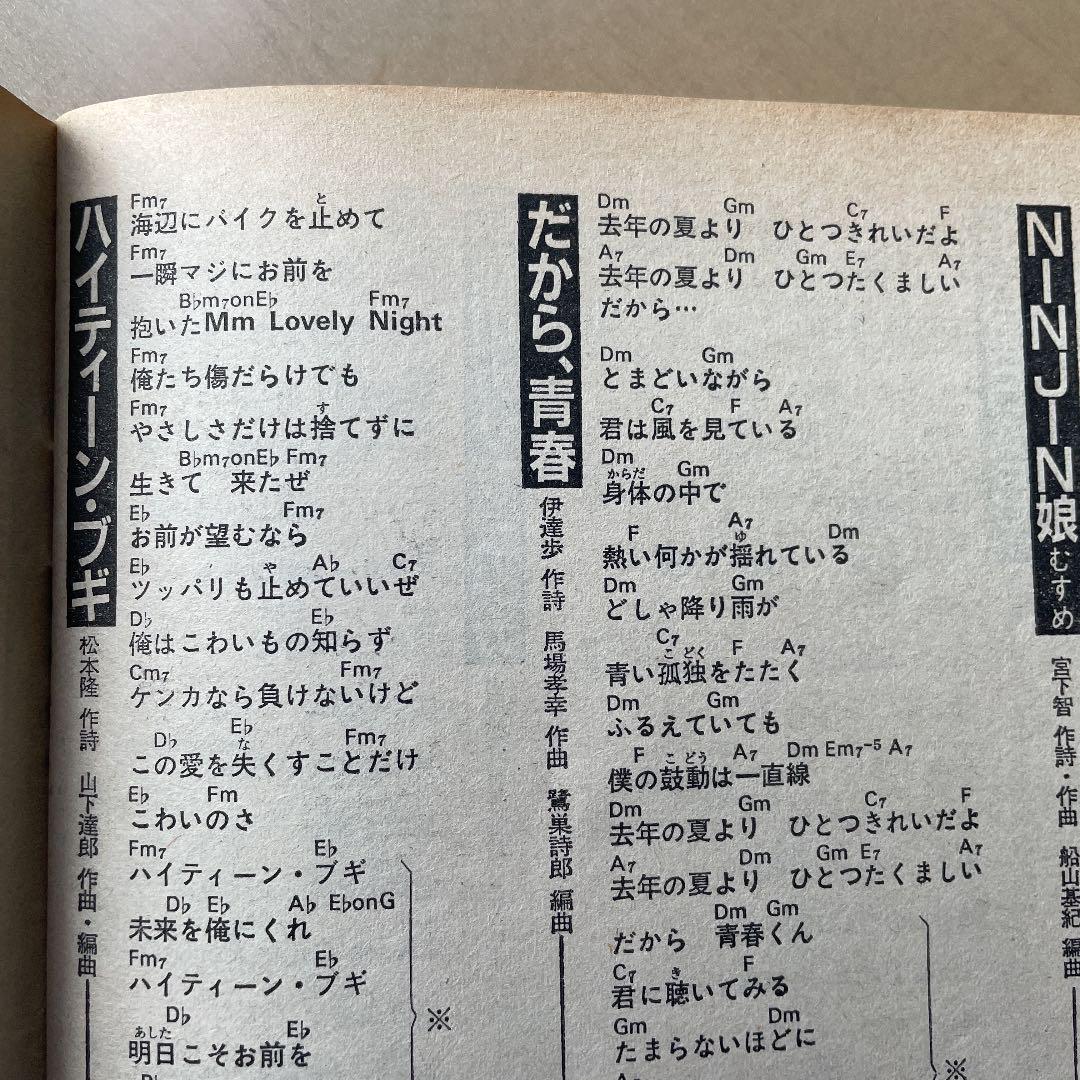 ハイティーン・ブギ
松本隆 作詩 山下達郎 作曲・編曲
Fm7
海辺にバイクを止めて
と
Fm7
一瞬マジにお前を
B♭m7onE♭ Fm7
抱いたMm Lovely Night
Fm7
俺たち傷だらけでも
Fm7
やさしさだけは捨てずに
す
B♭m7onE♭ Fm7
生きて 来たぜ
E♭ Fm7
お前が望むなら
E♭ A♭ C7
ツッパリも止めていいぜ
や
D♭ E♭
俺はこわいもの知らず
Cm7 Fm7
ケンカなら負けないけど
D♭ E♭ Fm7
この愛を失くすことだけ
な
E♭ Fm
こわいのさ
Fm7 E♭
ハイティーン・ブギ
D♭ E♭ A♭ E♭onG
未来を俺にくれ
Fm7 E♭
ハイティーン・ブギ
D♭ E♭
明日こそお前を
あした
D♭
※
だから、青春
伊達歩 作詩 馬場孝幸 作曲 鷺巣詩郎 編曲
Dm Gm C7 F
去年の夏より ひとつきれいだよ
A7 Dm Gm E7 A7
去年の夏より ひとつたくましい
だから…
Dm Gm
とまどいながら
C7 F A7
君は風を見ている
Dm Gm
身体の中で
からだ
F A7 Dm
熱い何かが揺れている
ゆ
Dm Gm
どしゃ降り雨が
C7 F A7
青い孤独をたたく
こどく
Dm Gm
ふるえていても
F A7 Dm Em7-5 A7
僕の鼓動は一直線
こどう
Dm Gm C7 F
去年の夏より ひとつきれいだよ
A7 Dm Gm E7 A7
去年の夏より ひとつたくましい
Dm Gm
だから 青春くん
C7 F
君に聴いてみる
き
Gm Dm
たまらないほどに
A7
※
NINJIN娘
むすめ
宮下智 作詩・作曲 船山基紀 編曲